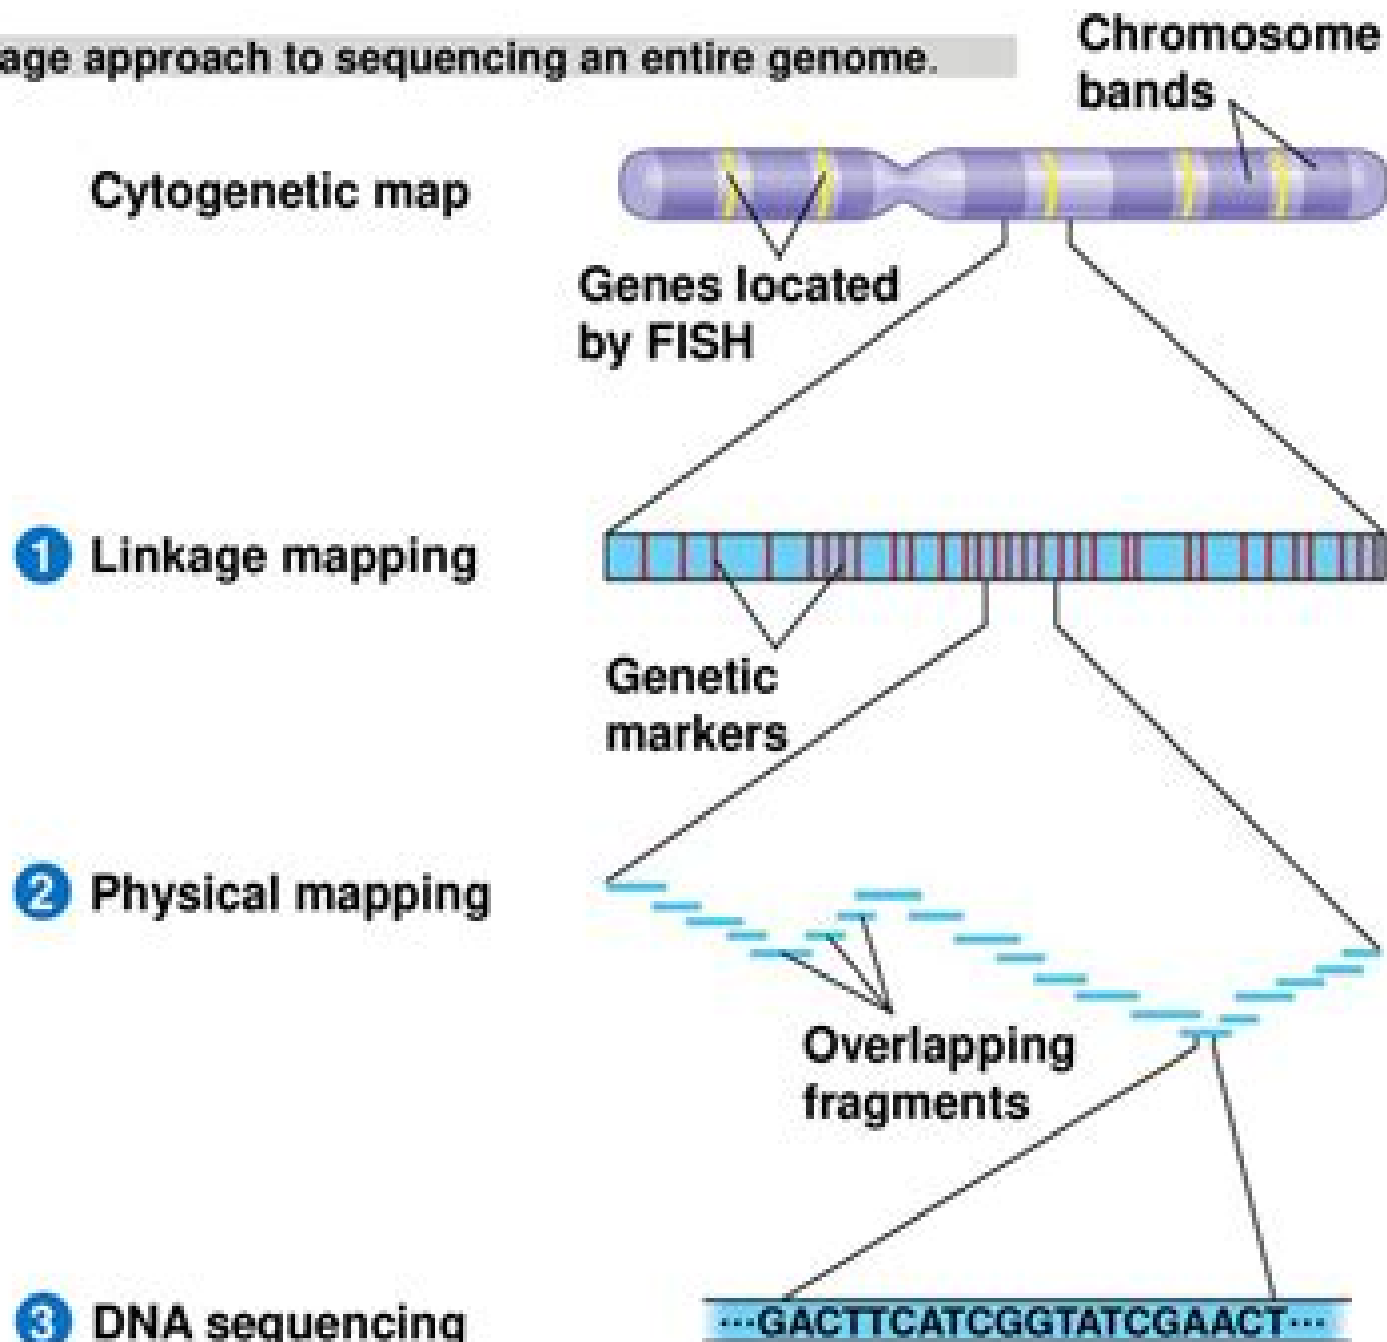 age approach to sequencing an entire genome.
Chromosome
bands
Cytogenetic map
Genes located
by FISH
1 Linkage mapping
Genetic
markers
2 Physical mapping
Overlapping
fragments
3 DNA sequencing
···GACTTCATCGGTATCGAACT···